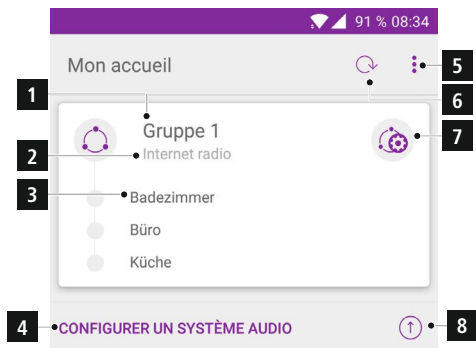 91 % 08:34
Mon accueil
5
6
1
Gruppe 1
7
2
Internet radio
3
Badezimmer
Büro
Küche
4
CONFIGURER UN SYSTÈME AUDIO
8